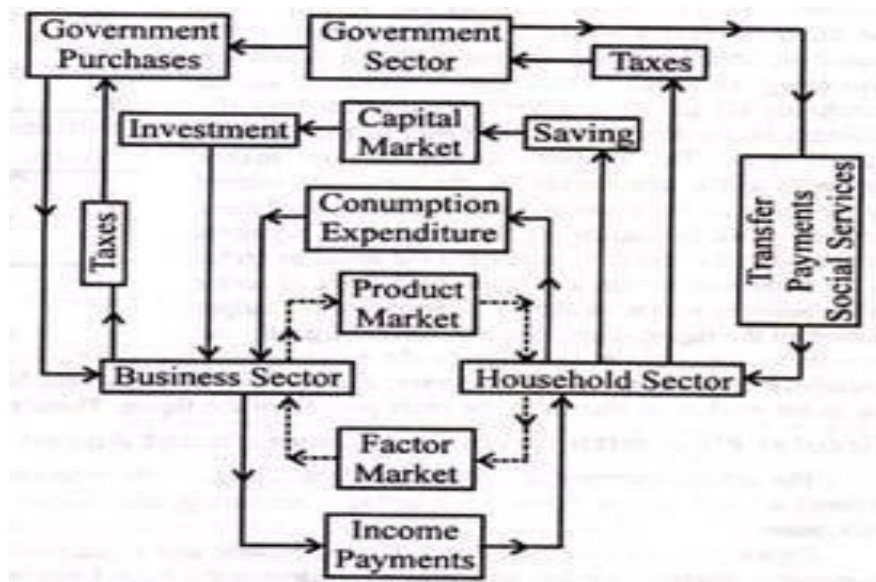 Government
Purchases
Government
Sector
Taxes
Investment
Capital
Market
Saving
Taxes
Conumption
Expenditure
Transfer
Payments
Social Services
Product
Market
Business Sector
Household Sector
Factor
Market
Income
Payments